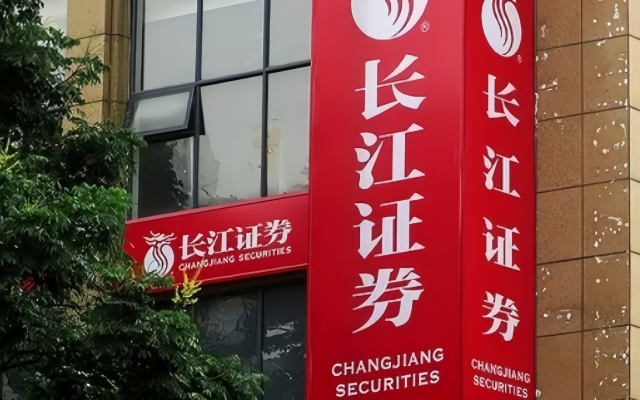 长江证券
CHANGJIANG SECURITIES
®
长江证券
CHANGJIANG
SECURITIES
®
长江证券
CHANGJIANG
SECURITIES